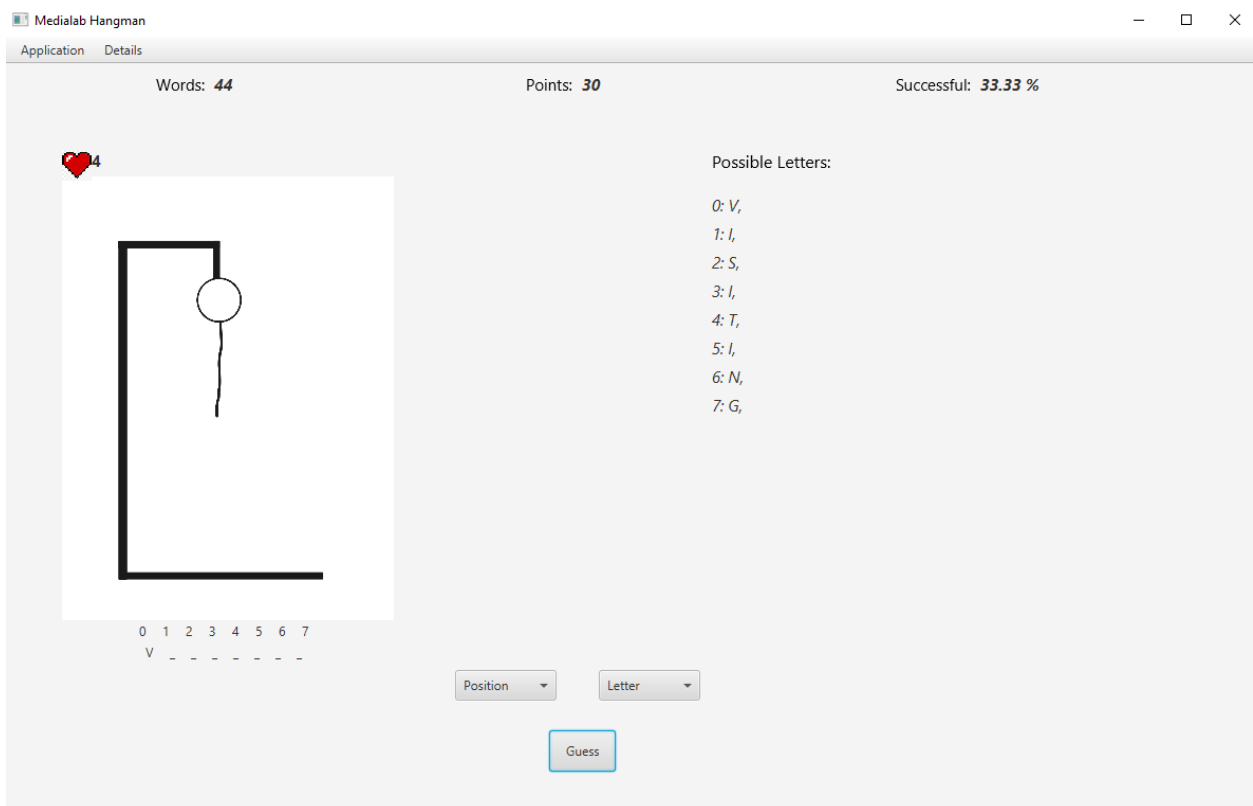 Medialab Hangman
Application Details
Words: 44 Points: 30 Successful: 33.33 %
4
Possible Letters:
0: V,
1: I,
2: S,
3: I,
4: T,
5: I,
6: N,
7: G,
0 1 2 3 4 5 6 7
V _ _ _ _ _ _ _
Position Letter
Guess